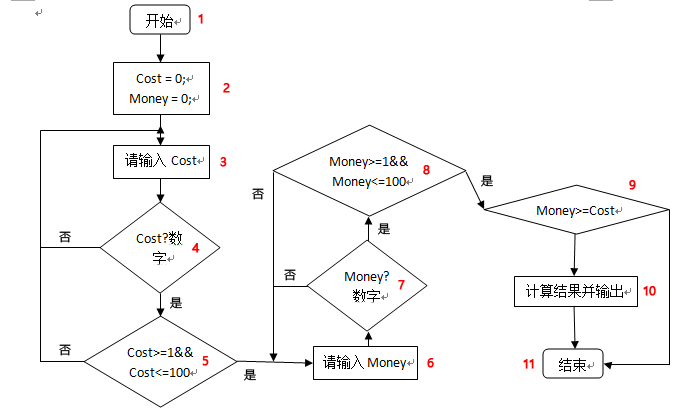 开始 1
Cost = 0;
Money = 0;
2
请输入 Cost 3
否
Cost?数
字
4
是
否
Cost>=1&&
Cost<=100
5
是
请输入 Money 6
否
Money?
数字
7
是
否
Money>=1&&
Money<=100
8
是
9
Money>=Cost
计算结果并输出 10
11 结束